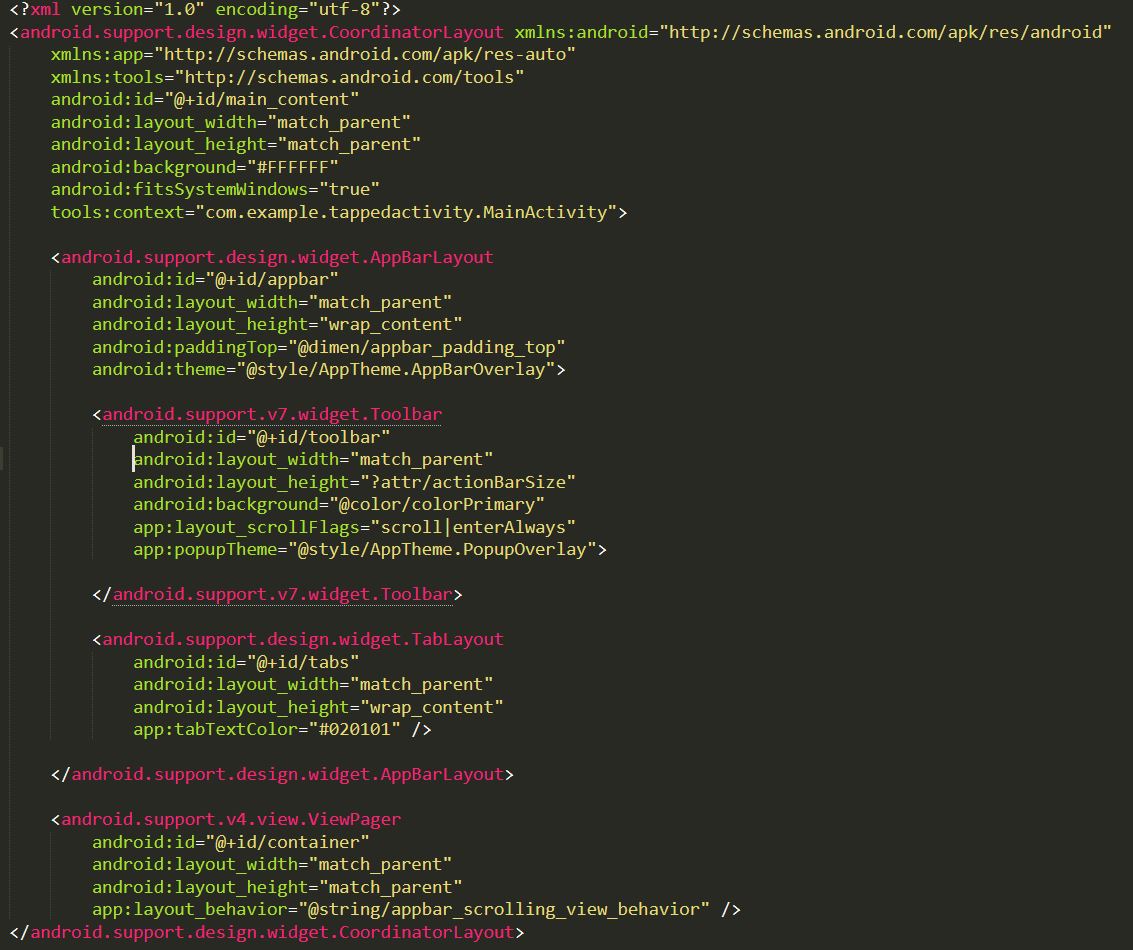 <?xml version="1.0" encoding="utf-8"?>
<android.support.design.widget.CoordinatorLayout xmlns:android="http://schemas.android.com/apk/res/android"
    xmlns:app="http://schemas.android.com/apk/res-auto"
    xmlns:tools="http://schemas.android.com/tools"
    android:id="@+id/main_content"
    android:layout_width="match_parent"
    android:layout_height="match_parent"
    android:background="#FFFFFF"
    android:fitsSystemWindows="true"
    tools:context="com.example.tappedactivity.MainActivity">

    <android.support.design.widget.AppBarLayout
        android:id="@+id/appbar"
        android:layout_width="match_parent"
        android:layout_height="wrap_content"
        android:paddingTop="@dimen/appbar_padding_top"
        android:theme="@style/AppTheme.AppBarOverlay">

        <android.support.v7.widget.Toolbar
            android:id="@+id/toolbar"
            android:layout_width="match_parent"
            android:layout_height="?attr/actionBarSize"
            android:background="@color/colorPrimary"
            app:layout_scrollFlags="scroll|enterAlways"
            app:popupTheme="@style/AppTheme.PopupOverlay">

        </android.support.v7.widget.Toolbar>

        <android.support.design.widget.TabLayout
            android:id="@+id/tabs"
            android:layout_width="match_parent"
            android:layout_height="wrap_content"
            app:tabTextColor="#020101" />

    </android.support.design.widget.AppBarLayout>

    <android.support.v4.view.ViewPager
        android:id="@+id/container"
        android:layout_width="match_parent"
        android:layout_height="match_parent"
        app:layout_behavior="@string/appbar_scrolling_view_behavior" />
</android.support.design.widget.CoordinatorLayout>